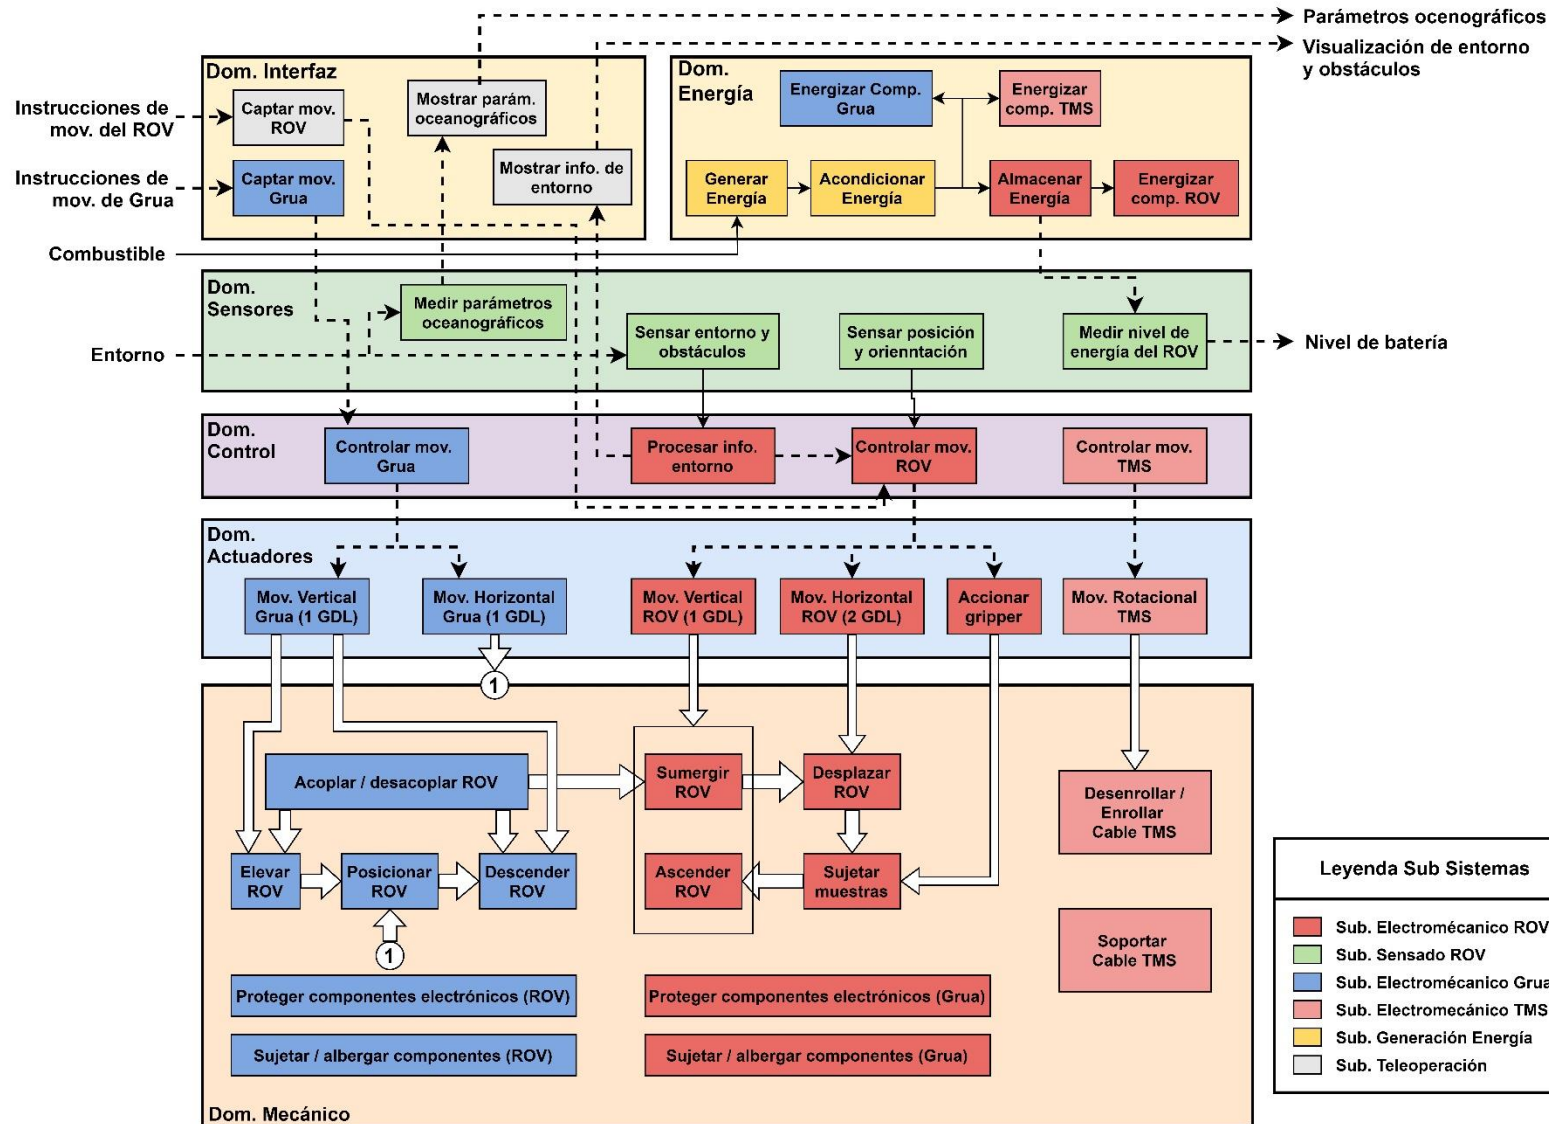 Parámetros ocenográficos
Visualización de entorno
y obstáculos
Dom. Interfaz
Instrucciones de
mov. del ROV
Captar mov.
ROV
Mostrar parám.
oceanográficos
Instrucciones de
mov. de Grua
Captar mov.
Grua
Mostrar info. de
entorno
Dom.
Energía
Energizar Comp.
Grua
Energizar
comp. TMS
Generar
Energía
Acondicionar
Energía
Almacenar
Energía
Energizar
comp. ROV
Combustible
Dom.
Sensores
Medir parámetros
oceanográficos
Sensar entorno y
obstáculos
Sensar posición
y orienntación
Medir nivel de
energía del ROV
Entorno
Nivel de batería
Dom.
Control
Controlar mov.
Grua
Procesar info.
entorno
Controlar mov.
ROV
Controlar mov.
TMS
Dom.
Actuadores
Mov. Vertical
Grua (1 GDL)
Mov. Horizontal
Grua (1 GDL)
Mov. Vertical
ROV (1 GDL)
Mov. Horizontal
ROV (2 GDL)
Accionar
gripper
Mov. Rotacional
TMS
1
Acoplar / desacoplar ROV
Sumergir
ROV
Desplazar
ROV
Desenrollar /
Enrollar
Cable TMS
Elevar
ROV
Posicionar
ROV
Descender
ROV
Ascender
ROV
Sujetar
muestras
Soportar
Cable TMS
1
Proteger componentes electrónicos (ROV)
Proteger componentes electrónicos (Grua)
Sujetar / albergar componentes (ROV)
Sujetar / albergar componentes (Grua)
Dom. Mecánico
Leyenda Sub Sistemas
Sub. Electromécanico ROV
Sub. Sensado ROV
Sub. Electromécanico Grua
Sub. Electromecánico TMS
Sub. Generación Energía
Sub. Teleoperación